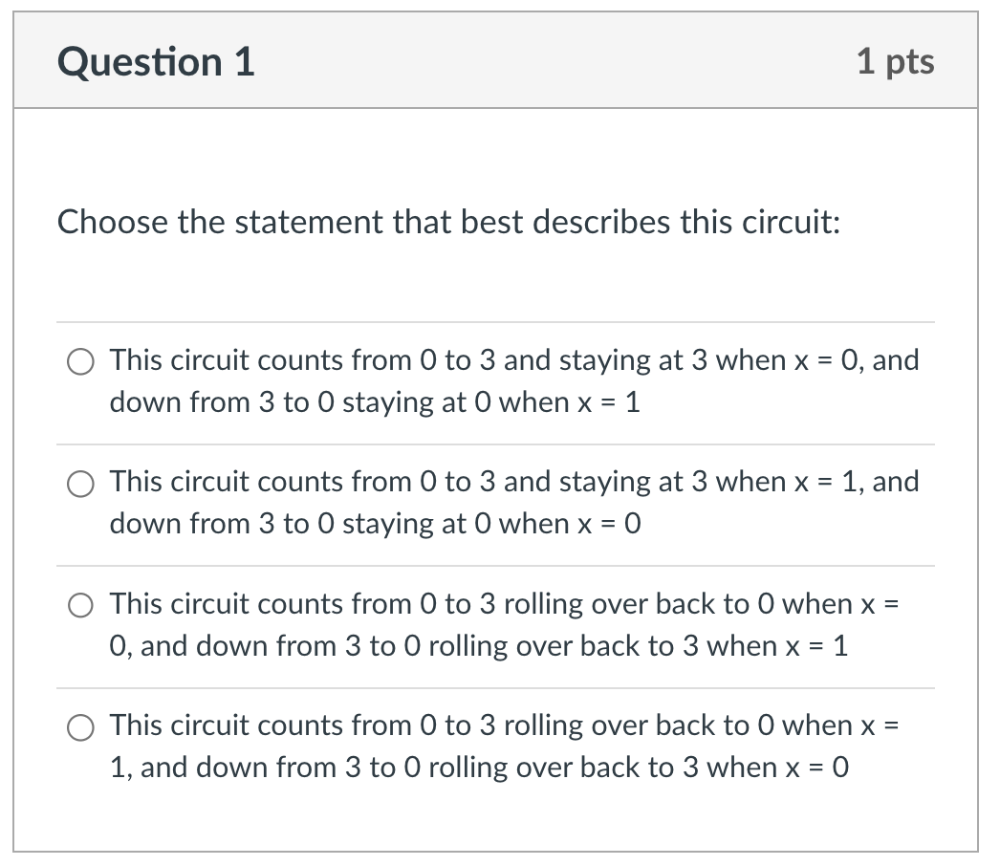 Question 1
1 pts
Choose the statement that best describes this circuit:
This circuit counts from 0 to 3 and staying at 3 when x = 0, and
down from 3 to 0 staying at 0 when x = 1
This circuit counts from 0 to 3 and staying at 3 when x = 1, and
down from 3 to 0 staying at 0 when x = 0
This circuit counts from 0 to 3 rolling over back to 0 when x =
0, and down from 3 to 0 rolling over back to 3 when x = 1
This circuit counts from 0 to 3 rolling over back to 0 when x =
1, and down from 3 to 0 rolling over back to 3 when x = 0